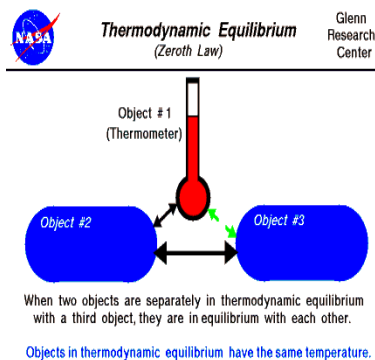 NASA
Thermodynamic Equilibrium
(Zeroth Law)
Glenn
Research
Center
Object #1
(Thermometer)
Object #2
Object #3
When two objects are separately in thermodynamic equilibrium
with a third object, they are in equilibrium with each other.
Objects in thermodynamic equilibrium have the same temperature.